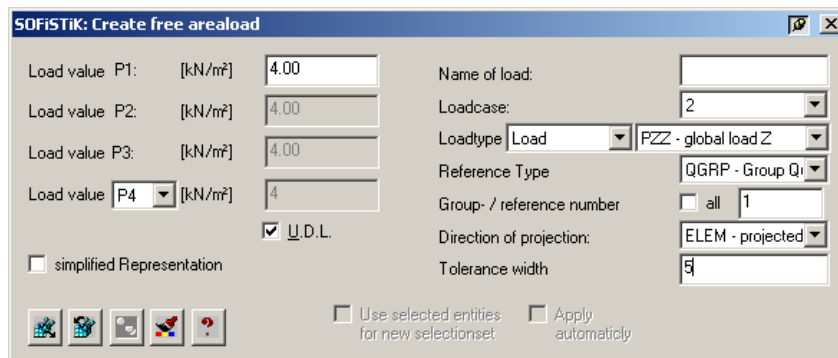 SOFiSTiK: Create free arealoard
Load value P1: [kN/m²] 4.00
Load value P2: [kN/m²] 4.00
Load value P3: [kN/m²] 4.00
Load value P4 [kN/m²] 4
U.D.L.
simplified Representation
Name of load:
Loadcase: 2
Loadtype Load PZZ - global load Z
Reference Type QGRP - Group Q
Group- / reference number all 1
Direction of projection: ELEM - projected
Tolerance width 5
Use selected entities for new selectionset
Apply automaticly